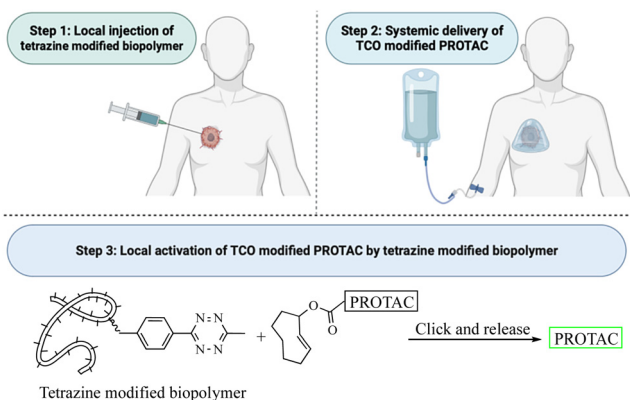 Step 1: Local injection of
tetrazine modified biopolymer
Step 2: Systemic delivery of
TCO modified PROTAC
Step 3: Local activation of TCO modified PROTAC by tetrazine modified biopolymer
N=N
N=N
+
O
O
PROTAC
Click and release
PROTAC
Tetrazine modified biopolymer